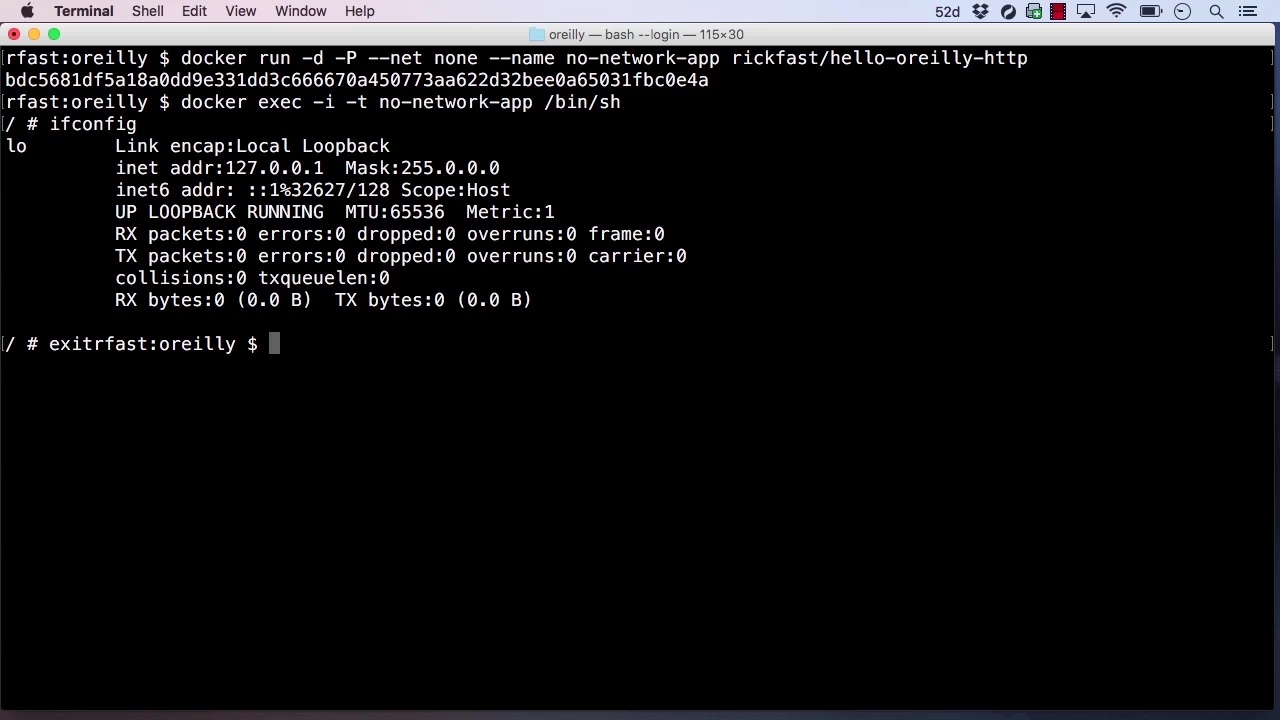 Terminal Shell Edit View Window Help 52d
oreilly — bash --login — 115×30
rfast:oreilly $ docker run -d -P --net none --name no-network-app rickfast/hello-oreilly-http
bdc5681df5a18a0dd9e331dd3c666670a450773aa622d32bee0a65031fbc0e4a
rfast:oreilly $ docker exec -i -t no-network-app /bin/sh
/ # ifconfig
lo        Link encap:Local Loopback
          inet addr:127.0.0.1  Mask:255.0.0.0
          inet6 addr: ::1%32627/128 Scope:Host
          UP LOOPBACK RUNNING  MTU:65536  Metric:1
          RX packets:0 errors:0 dropped:0 overruns:0 frame:0
          TX packets:0 errors:0 dropped:0 overruns:0 carrier:0
          collisions:0 txqueuelen:0
          RX bytes:0 (0.0 B)  TX bytes:0 (0.0 B)
/ # exitrfast:oreilly $